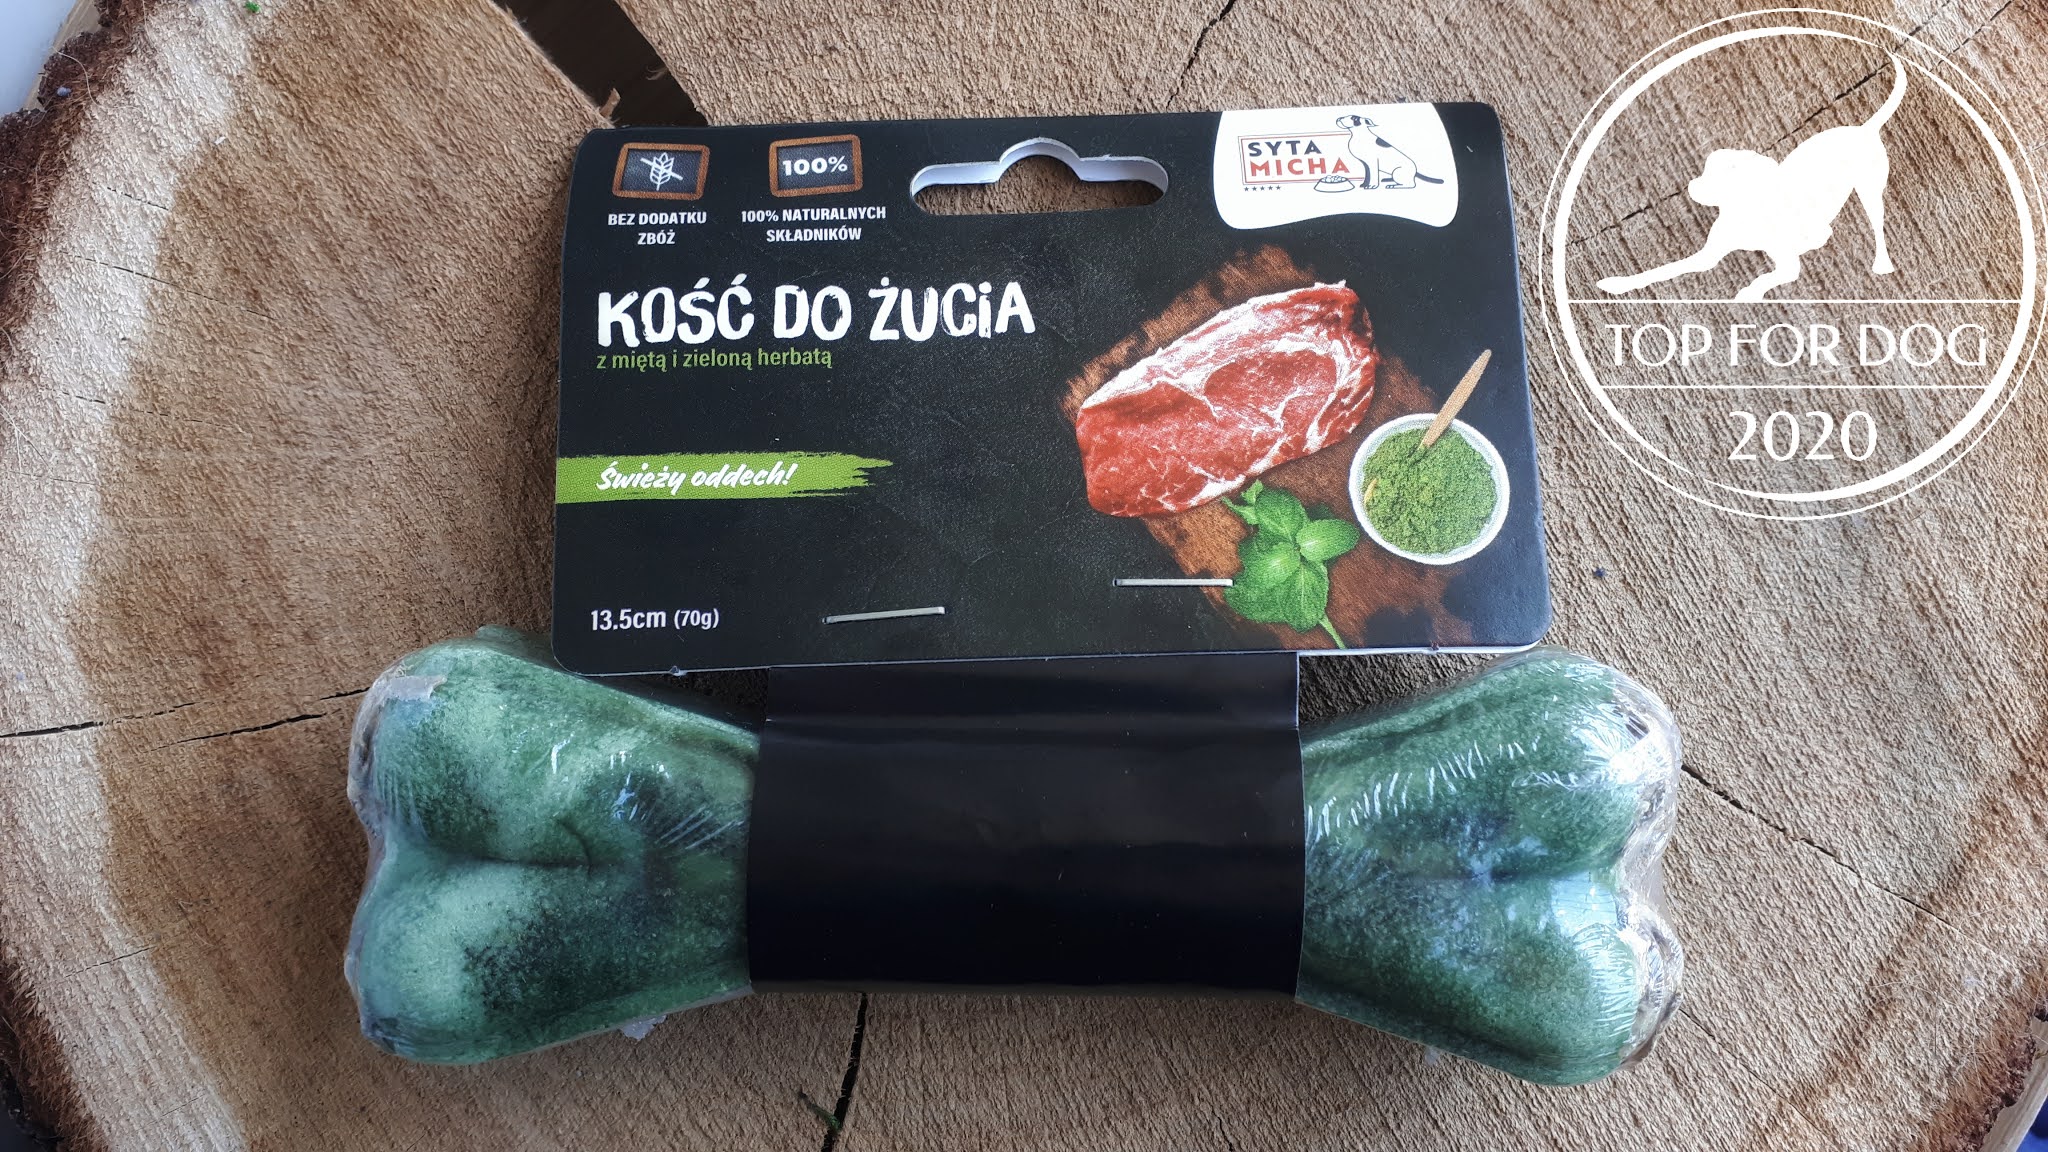 100%
BEZ DODATKU
ZBÓŻ
100% NATURALNYCH
SKŁADNIKÓW
SYTA
MICHA
KOŚĆ DO ŻUCIA
z miętą i zieloną herbatą
Świeży oddech!
13.5cm (70g)
TOP FOR DOG
2020